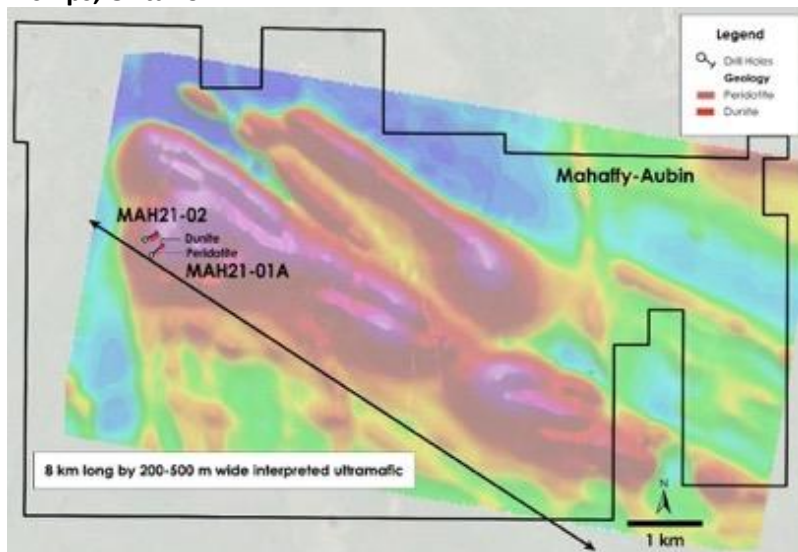 Legend
Drill Holes
Geology
Peridotite
Dunite
Mahaffy-Aubin
MAH21-02
Dunite
Peridotite
MAH21-01A
8 km long by 200-500 m wide interpreted ultramafic
N
1 km